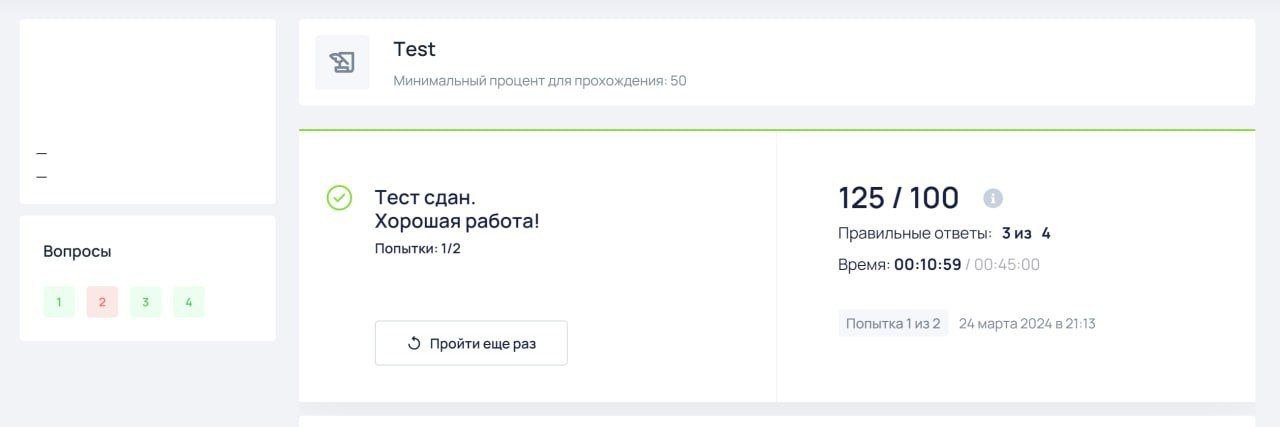 Test
Минимальный процент для прохождения: 50
—
—
Вопросы
1 2 3 4
Тест сдан.
Хорошая работа!
Попытки: 1/2
Пройти еще раз
125 / 100
Правильные ответы: 3 из 4
Время: 00:10:59 / 00:45:00
Попытка 1 из 2 24 марта 2024 в 21:13